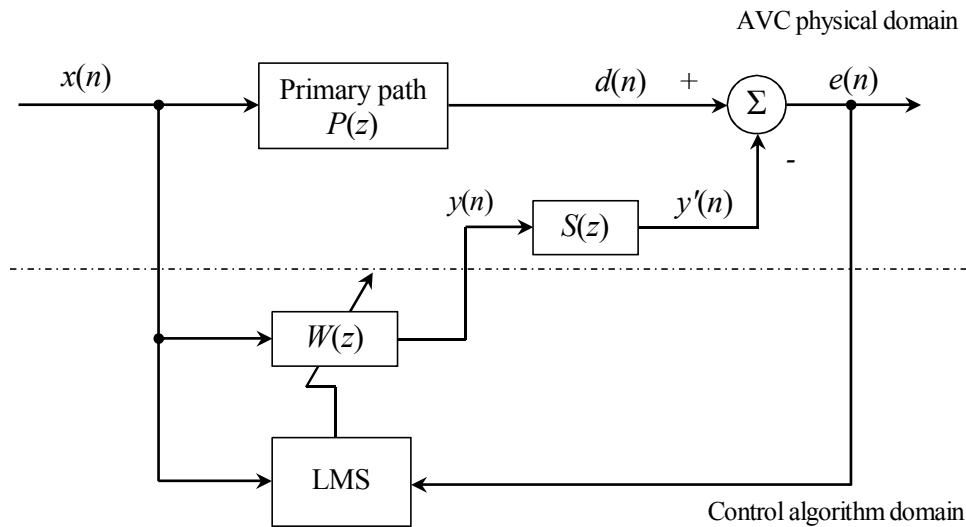 AVC physical domain
x(n)
Primary path
P(z)
d(n)
+
Σ
e(n)
-
y(n)
S(z)
y'(n)
W(z)
LMS
Control algorithm domain